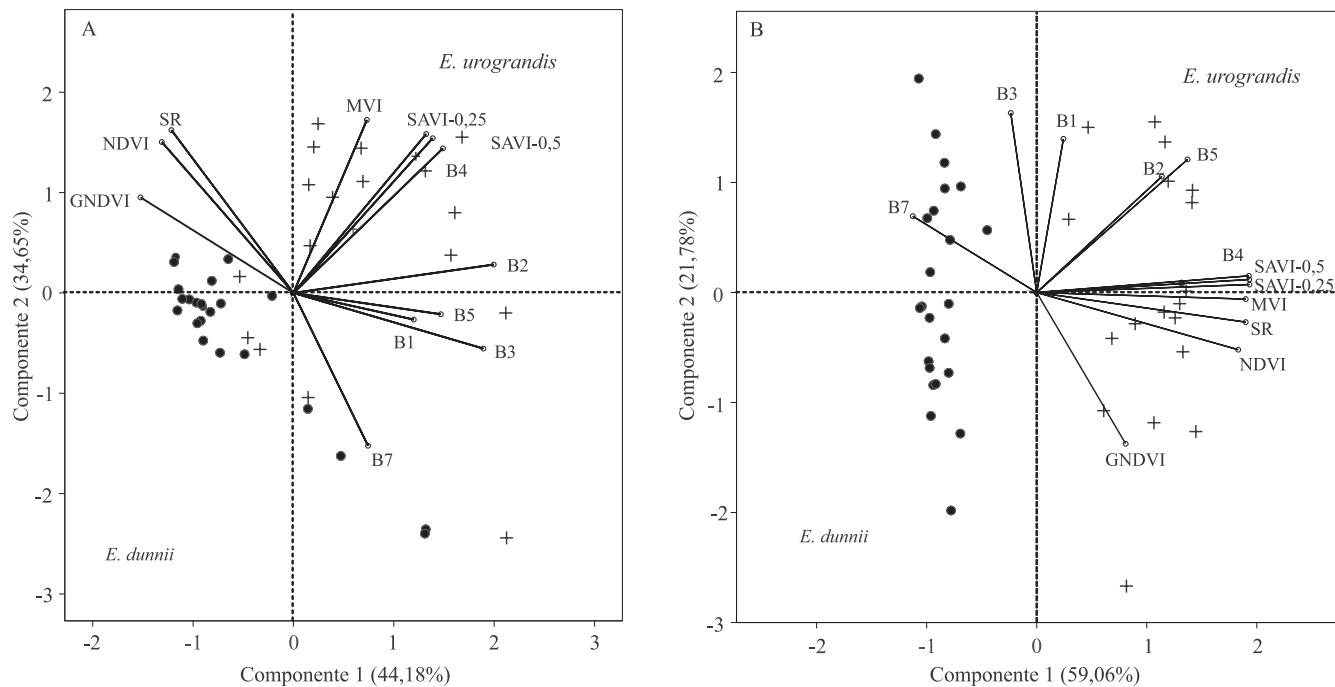 A
E. urograndis
MVI
SAVI-0,25
SR
SAVI-0,5
NDVI
B4
GNDVI
B2
B5
B1
B3
B7
E. dunnii
2
1
0
-1
-2
-3
-2
-1
0
1
2
3
Componente 2 (34,65%)
Componente 1 (44,18%)
B
E. urograndis
B3
B1
B5
B2
B7
B4
SAVI-0,5
SAVI-0,25
MVI
SR
NDVI
GNDVI
E. dunnii
2
1
0
-1
-2
-3
-2
-1
0
1
2
Componente 2 (21,78%)
Componente 1 (59,06%)